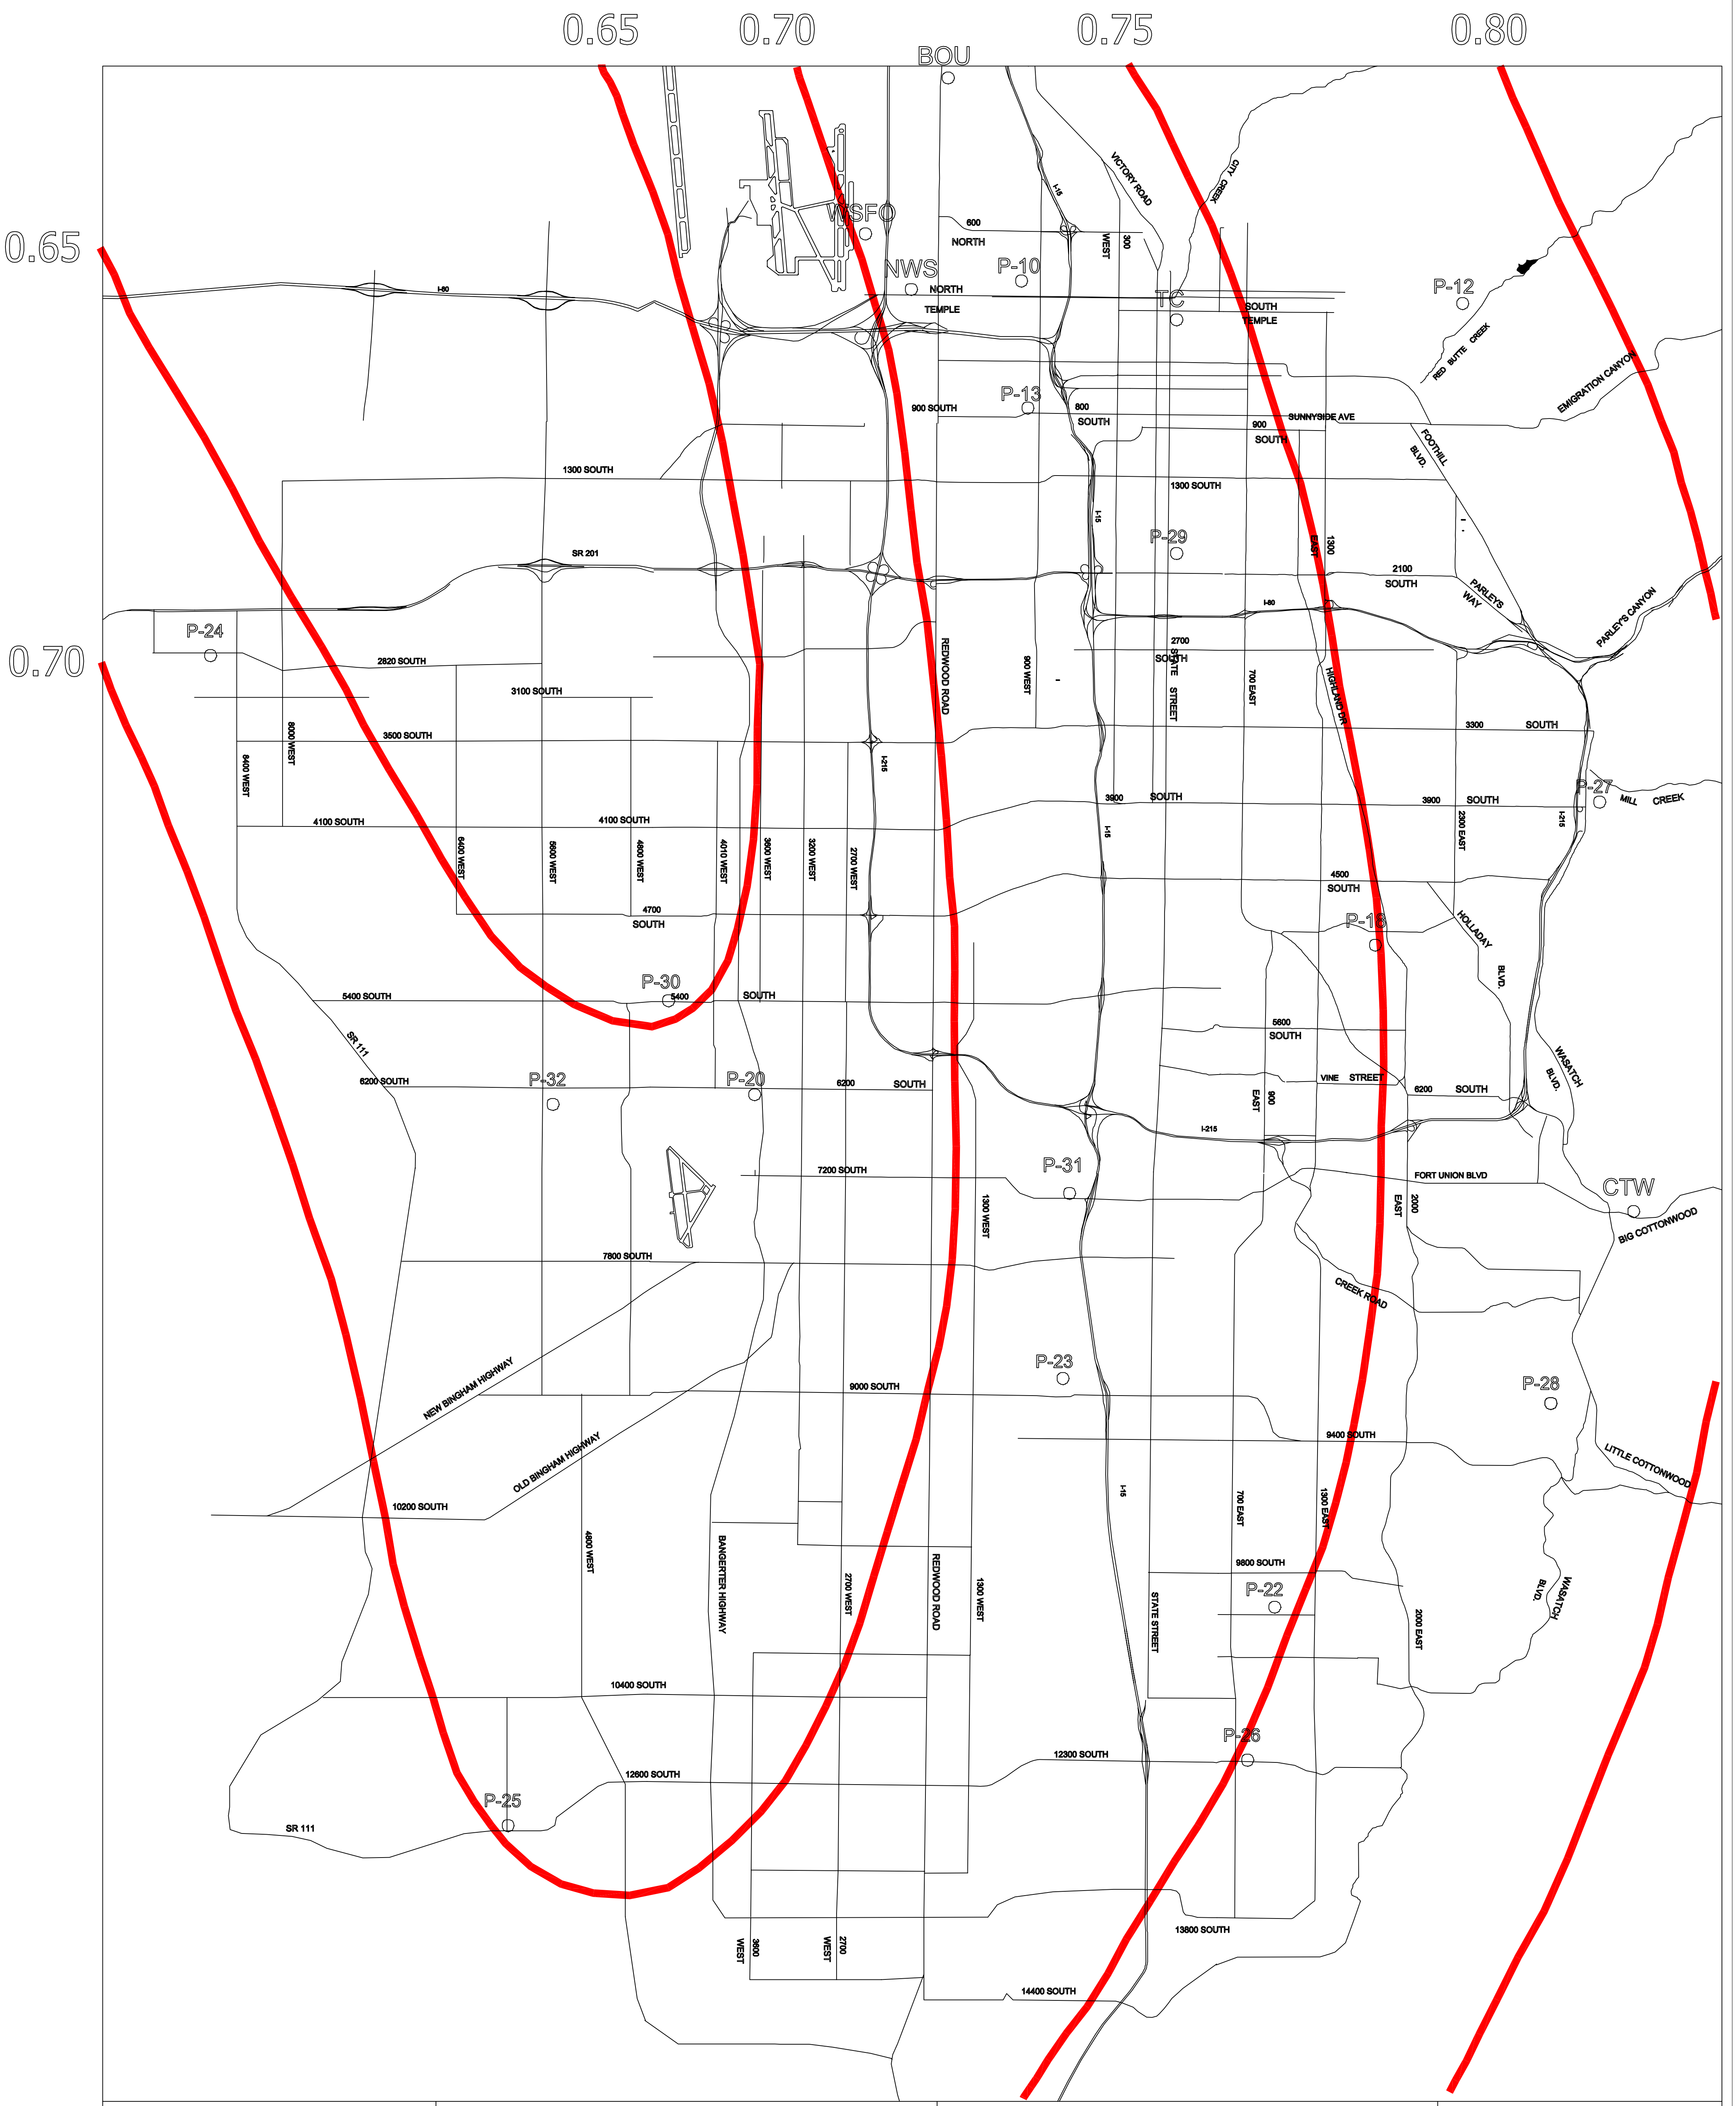 0.65 0.70 0.75 0.80
BOU
VICTORY ROAD
CITY CREEK
I-15
WSFO
600
NORTH
WEST
300
0.65
NWS
P-10
TC
P-12
I-80
NORTH
TEMPLE
SOUTH
TEMPLE
RED BUTTE CREEK
EMIGRATION CANYON
P-13
900 SOUTH
800
SOUTH
SUNNYSIDE AVE
900
SOUTH
FOOTHILL
BLVD.
1300 SOUTH
1300 SOUTH
I-15
P-29
EAST
1300
SR 201
2100
SOUTH
PARLEYS
WAY
I-80
PARLEY'S CANYON
P-24
0.70
2820 SOUTH
2700
SOUTH
REDWOOD ROAD
900 WEST
STATE STREET
700 EAST
HIGHLAND DR
3100 SOUTH
8000 WEST
3500 SOUTH
3300 SOUTH
8400 WEST
I-215
P-27
MILL CREEK
3900 SOUTH
3900 SOUTH
4100 SOUTH
4100 SOUTH
I-15
2300 EAST
I-215
6400 WEST
5600 WEST
4800 WEST
4010 WEST
3600 WEST
3200 WEST
2700 WEST
4500
SOUTH
4700
SOUTH
P-18
HOLLADAY
BLVD.
P-30
5400 SOUTH
5400 SOUTH
SR 111
5600
SOUTH
WASATCH
BLVD.
6200 SOUTH
P-32
P-20
6200 SOUTH
VINE STREET
6200 SOUTH
900
EAST
I-215
7200 SOUTH
P-31
FORT UNION BLVD
CTW
1300 WEST
2000
EAST
BIG COTTONWOOD
7800 SOUTH
CREEK ROAD
NEW BINGHAM HIGHWAY
P-23
9000 SOUTH
P-28
OLD BINGHAM HIGHWAY
9400 SOUTH
LITTLE COTTONWOOD
I-15
10200 SOUTH
700 EAST
1300 EAST
4800 WEST
BANGERTER HIGHWAY
2700 WEST
REDWOOD ROAD
1300 WEST
9800 SOUTH
P-22
STATE STREET
2000 EAST
WASATCH
BLVD.
10400 SOUTH
P-26
12300 SOUTH
12600 SOUTH
P-25
SR 111
13800 SOUTH
3600
WEST
2700
WEST
14400 SOUTH